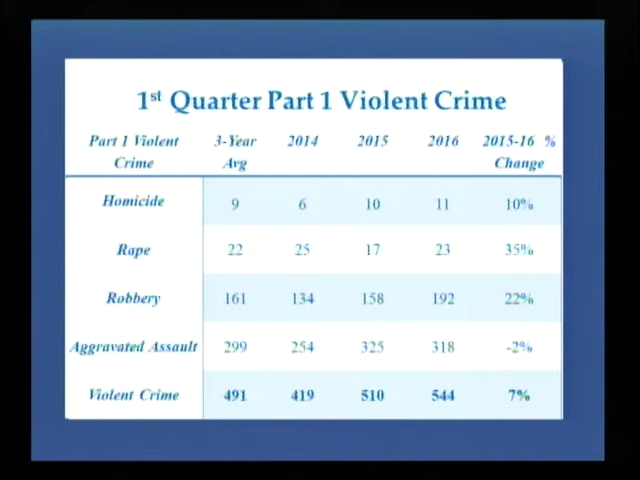 1st Quarter Part 1 Violent Crime
Part 1 Violent Crime 3-Year Avg 2014 2015 2016 2015-16 % Change
Homicide 9 6 10 11 10%
Rape 22 25 17 23 35%
Robbery 161 134 158 192 22%
Aggravated Assault 299 254 325 318 -2%
Violent Crime 491 419 510 544 7%